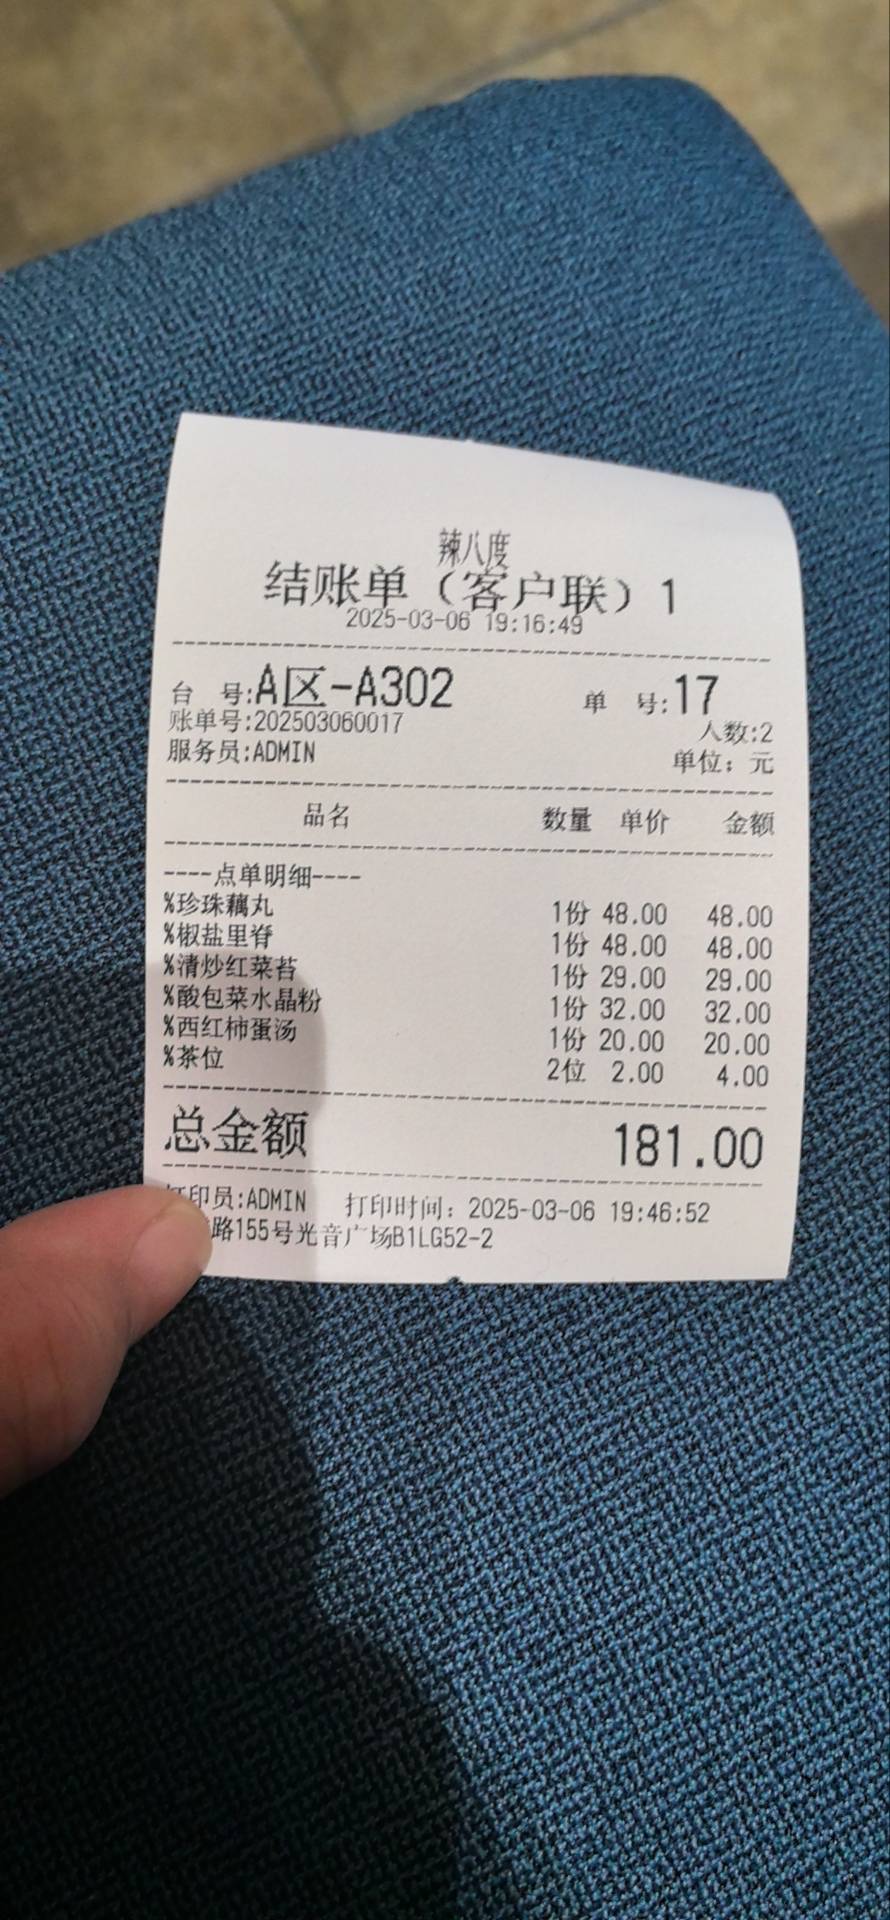 辣八度
结账单（客户联）1
2025-03-06 19:16:49
台 号:A区-A302 单 号:17
账单号:202503060017 人数:2
服务员:ADMIN 单位：元
品名 数量 单价 金额
----点单明细----
%珍珠藕丸 1份 48.00 48.00
%椒盐里脊 1份 48.00 48.00
%清炒红菜苔 1份 29.00 29.00
%酸包菜水晶粉 1份 32.00 32.00
%西红柿蛋汤 1份 20.00 20.00
%茶位 2位 2.00 4.00
总金额 181.00
打印员:ADMIN 打印时间：2025-03-06 19:46:52
路155号光音广场B1LG52-2